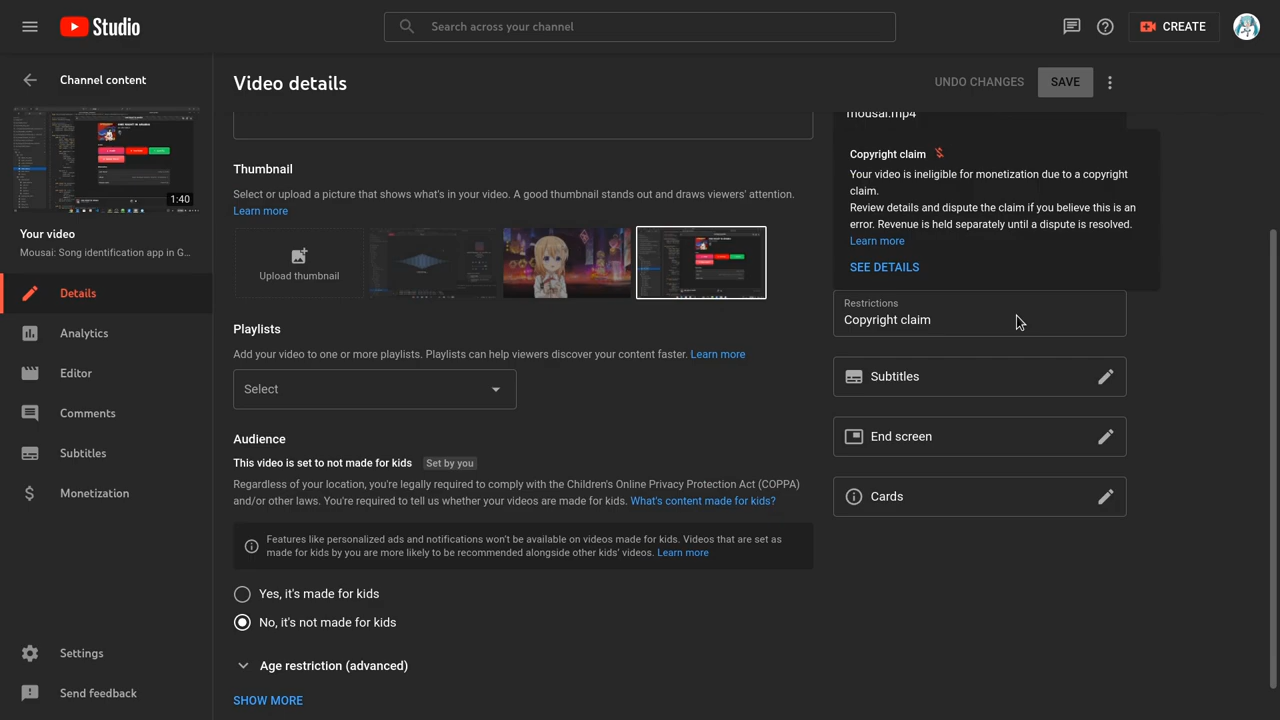 Studio
Search across your channel
CREATE
Channel content
1:40
Your video
Mousai: Song identification app in G...
Details
Analytics
Editor
Comments
Subtitles
Monetization
Settings
Send feedback
Video details
UNDO CHANGES
SAVE
Thumbnail
Select or upload a picture that shows what's in your video. A good thumbnail stands out and draws viewers' attention.
Learn more
Upload thumbnail
Playlists
Add your video to one or more playlists. Playlists can help viewers discover your content faster. Learn more
Select
Audience
This video is set to not made for kids Set by you
Regardless of your location, you're legally required to comply with the Children's Online Privacy Protection Act (COPPA)
and/or other laws. You're required to tell us whether your videos are made for kids. What's content made for kids?
Features like personalized ads and notifications won't be available on videos made for kids. Videos that are set as
made for kids by you are more likely to be recommended alongside other kids' videos. Learn more
Yes, it's made for kids
No, it's not made for kids
Age restriction (advanced)
SHOW MORE
mousai.mp4
Copyright claim
Your video is ineligible for monetization due to a copyright
claim.
Review details and dispute the claim if you believe this is an
error. Revenue is held separately until a dispute is resolved.
Learn more
SEE DETAILS
Restrictions
Copyright claim
Subtitles
End screen
Cards